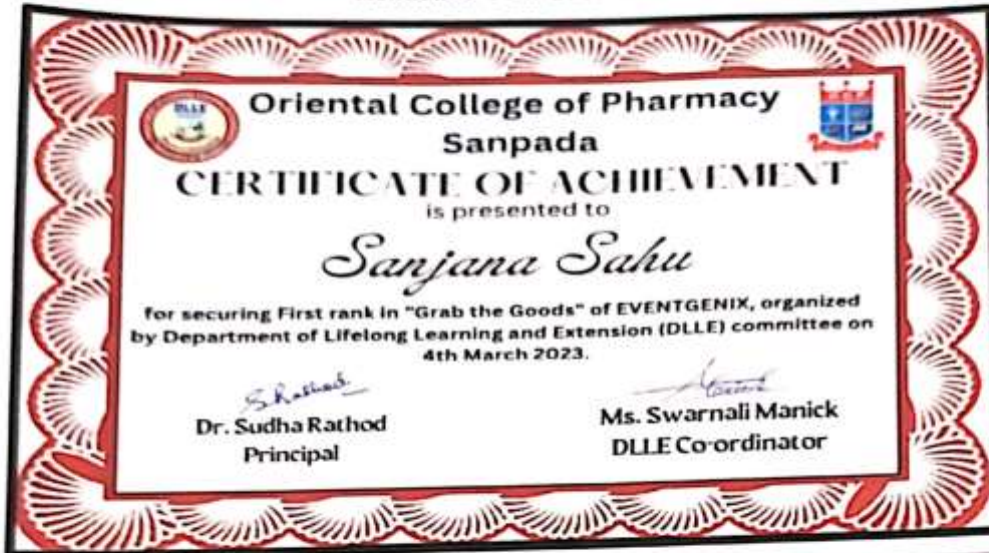 DLLE
Oriental College of Pharmacy
Sanpada
CERTIFICATE OF ACHIEVEMENT
is presented to
Sanjana Sahu
for securing First rank in "Grab the Goods" of EVENTGENIX, organized
by Department of Lifelong Learning and Extension (DLLE) committee on
4th March 2023.
S. Rathod
Dr. Sudha Rathod
Principal
Ms. Swarnali Manick
DLLE Co-ordinator